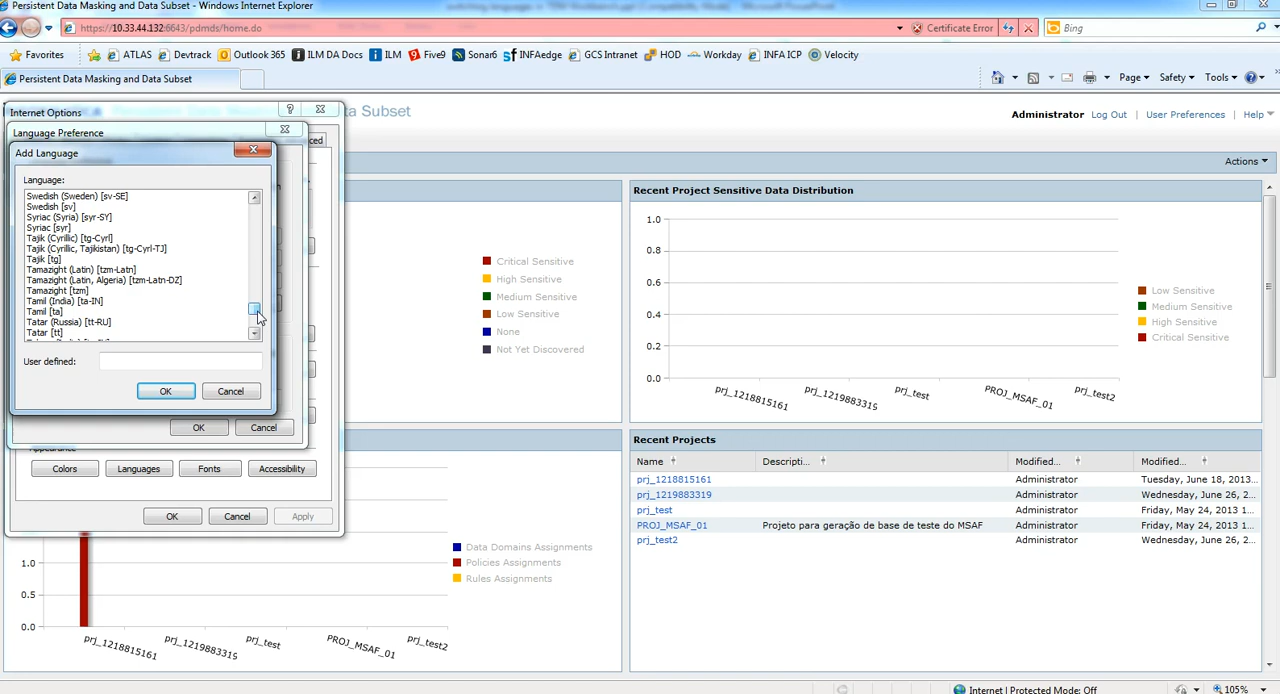 Persistent Data Masking and Data Subset - Windows Internet Explorer
https://10.33.44.132:6643/pdmds/home.do
Certificate Error
Bing
Favorites
ATLAS
Devtrack
Outlook 365
ILM DA Docs
ILM
Five9
Sonar6
INFAedge
GCS Intranet
HOD
Workday
INFA ICP
Velocity
Persistent Data Masking and Data Subset
Page
Safety
Tools
ta Subset
Administrator Log Out | User Preferences | Help
Actions
Internet Options
Language Preference
Add Language
Language:
Swedish (Sweden) [sv-SE]
Swedish [sv]
Syriac (Syria) [syr-SY]
Syriac [syr]
Tajik (Cyrillic) [tg-Cyrl]
Tajik (Cyrillic, Tajikistan) [tg-Cyrl-TJ]
Tajik [tg]
Tamazight (Latin) [tzm-Latn]
Tamazight (Latin, Algeria) [tzm-Latn-DZ]
Tamazight [tzm]
Tamil (India) [ta-IN]
Tamil [ta]
Tatar (Russia) [tt-RU]
Tatar [tt]
User defined:
OK Cancel
OK Cancel
Colors Languages Fonts Accessibility
OK Cancel Apply
Critical Sensitive
High Sensitive
Medium Sensitive
Low Sensitive
None
Not Yet Discovered
Recent Project Sensitive Data Distribution
1.0
0.8
0.6
0.4
0.2
0.0
prj_1218815161
prj_1219883319
prj_test
PROJ_MSAF_01
prj_test2
Low Sensitive
Medium Sensitive
High Sensitive
Critical Sensitive
1.0
0.5
0.0
prj_1218815161
prj_1219883319
prj_test
PROJ_MSAF_01
prj_test2
Data Domains Assignments
Policies Assignments
Rules Assignments
Recent Projects
Name Descripti... Modified... Modified...
prj_1218815161 Administrator Tuesday, June 18, 2013...
prj_1219883319 Administrator Wednesday, June 26, 2...
prj_test Administrator Friday, May 24, 2013 1...
PROJ_MSAF_01 Projeto para geração de base de teste do MSAF Administrator Friday, May 24, 2013 1...
prj_test2 Administrator Wednesday, June 26, 2...
Internet | Protected Mode: Off
105%